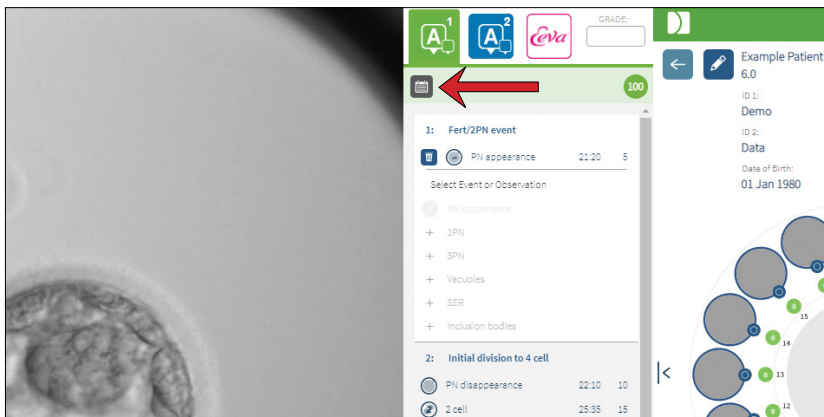 A 1
A 2
Eeva
GRADE:
100
1: Fert/2PN event
PN appearance 21:20 5
Select Event or Observation
PN appearance
+ 1PN
+ 3PN
+ Vacuoles
+ SER
+ Inclusion bodies
2: Initial division to 4 cell
PN disappearance 22:10 10
2 2 cell 25:35 15
Example Patient
6.0
ID 1:
Demo
ID 2:
Data
Date of Birth:
01 Jan 1980
0
15
0
14
0
13
0
12